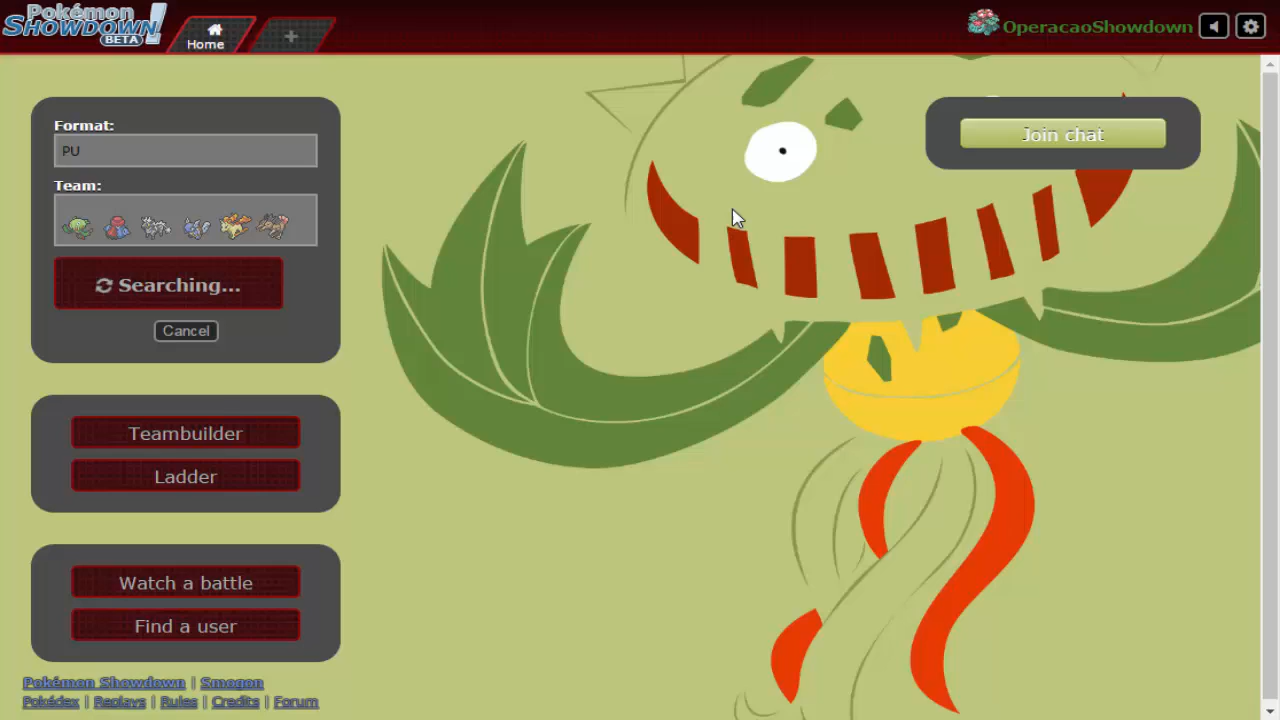 Pokémon
SHOWDOWN!
BETA
Home
OperacaoShowdown
Format:
PU
Team:
Searching...
Cancel
Join chat
Teambuilder
Ladder
Watch a battle
Find a user
Pokémon Showdown | Smogon
Pokédex | Replays | Rules | Credits | Forum